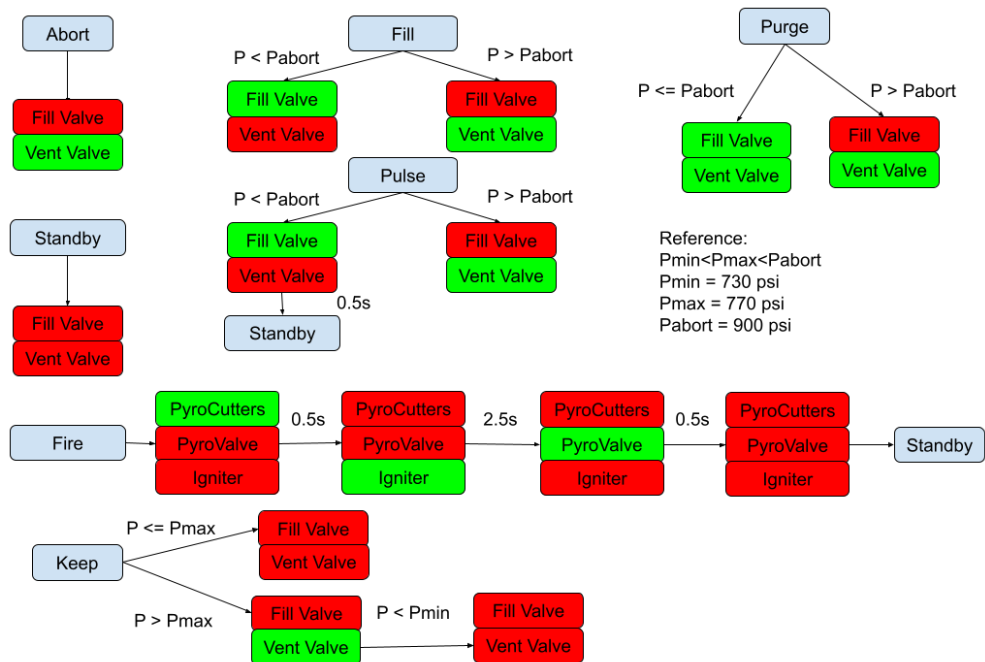 Abort
Fill Valve
Vent Valve
Fill
P < Pabort
P > Pabort
Fill Valve
Vent Valve
Fill Valve
Vent Valve
Purge
P <= Pabort
P > Pabort
Fill Valve
Vent Valve
Fill Valve
Vent Valve
Pulse
P < Pabort
P > Pabort
Fill Valve
Vent Valve
Fill Valve
Vent Valve
0.5s
Standby
Standby
Fill Valve
Vent Valve
Reference:
Pmin<Pmax<Pabort
Pmin = 730 psi
Pmax = 770 psi
Pabort = 900 psi
Fire
PyroCutters
PyroValve
Igniter
0.5s
PyroCutters
PyroValve
Igniter
2.5s
PyroCutters
PyroValve
Igniter
0.5s
PyroCutters
PyroValve
Igniter
Standby
Keep
P <= Pmax
Fill Valve
Vent Valve
P > Pmax
Fill Valve
Vent Valve
P < Pmin
Fill Valve
Vent Valve